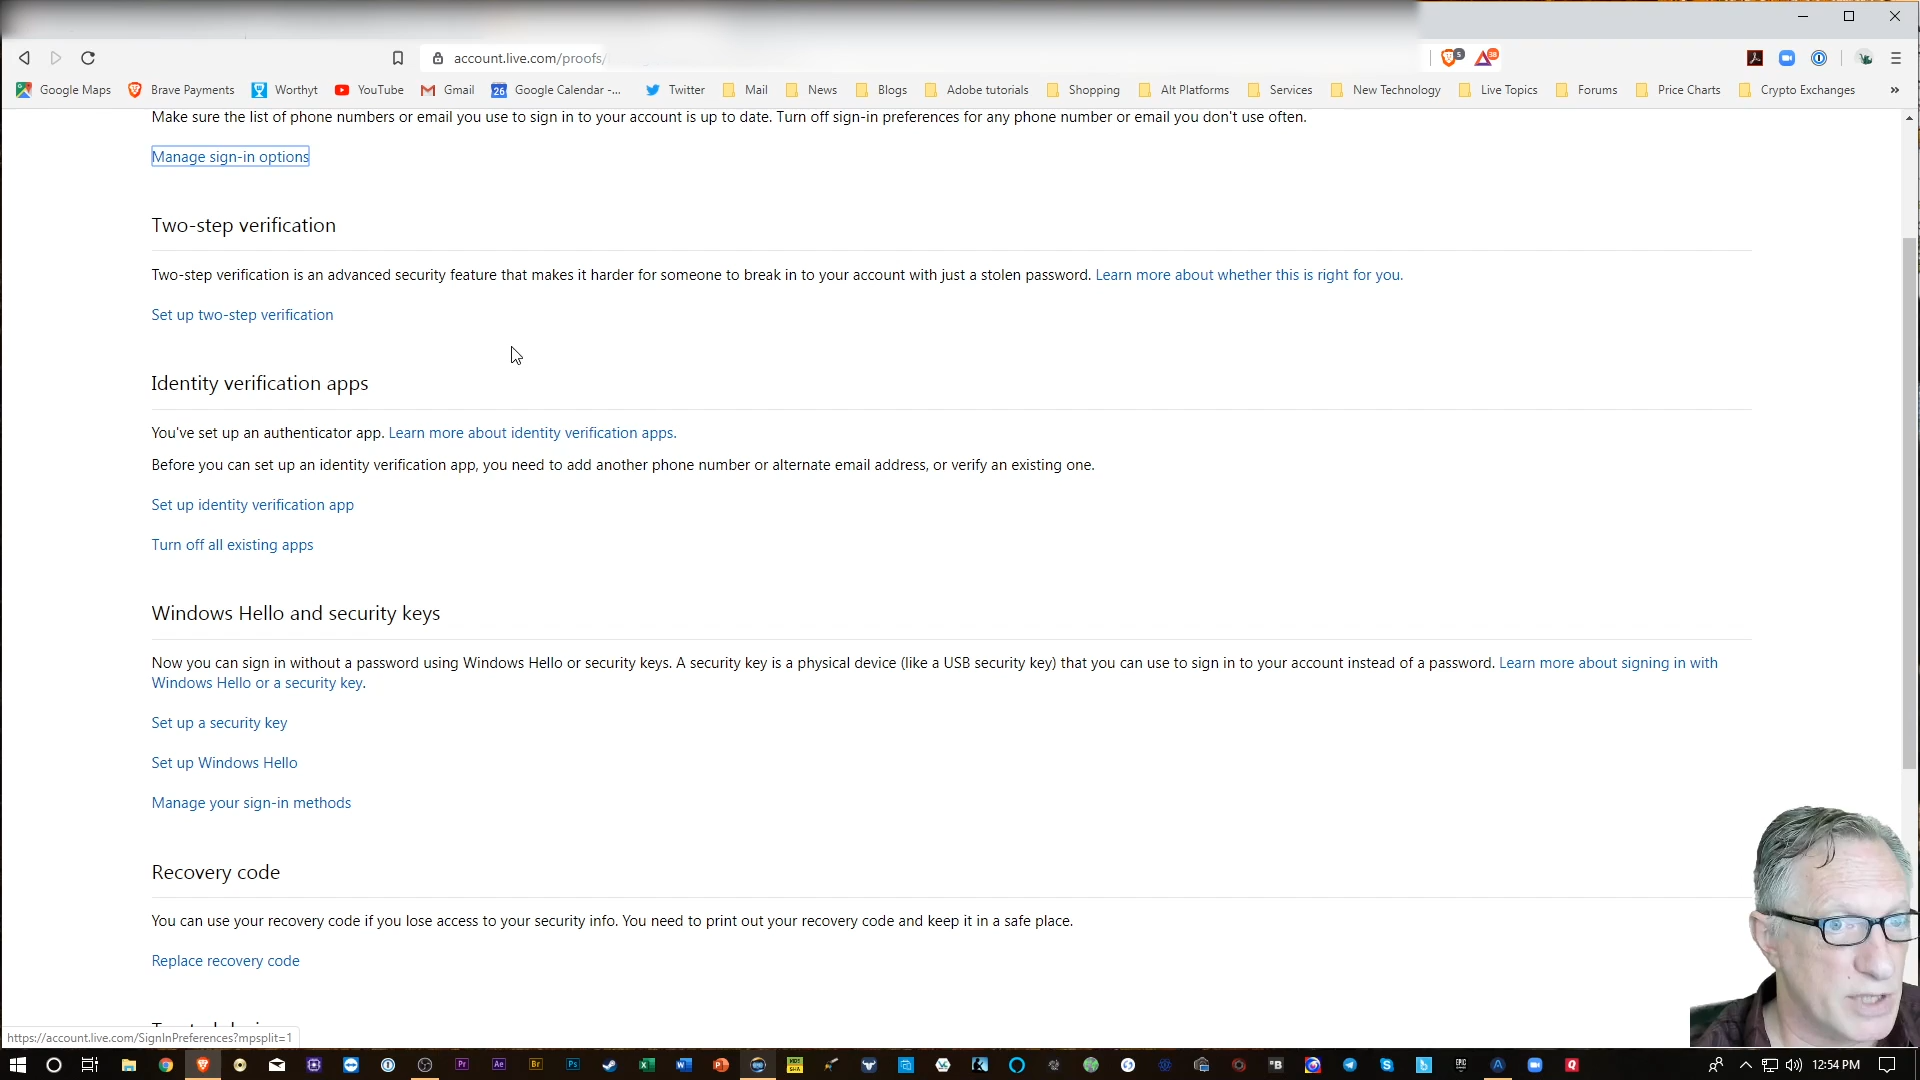 account.live.com/proofs/
5
38
Google Maps Brave Payments Worthyt YouTube Gmail 26 Google Calendar -... Twitter Mail News Blogs Adobe tutorials Shopping Alt Platforms Services New Technology Live Topics Forums Price Charts Crypto Exchanges »
Make sure the list of phone numbers or email you use to sign in to your account is up to date. Turn off sign-in preferences for any phone number or email you don't use often.
Manage sign-in options
Two-step verification
Two-step verification is an advanced security feature that makes it harder for someone to break in to your account with just a stolen password. Learn more about whether this is right for you.
Set up two-step verification
Identity verification apps
You've set up an authenticator app. Learn more about identity verification apps.
Before you can set up an identity verification app, you need to add another phone number or alternate email address, or verify an existing one.
Set up identity verification app
Turn off all existing apps
Windows Hello and security keys
Now you can sign in without a password using Windows Hello or security keys. A security key is a physical device (like a USB security key) that you can use to sign in to your account instead of a password. Learn more about signing in with
Windows Hello or a security key.
Set up a security key
Set up Windows Hello
Manage your sign-in methods
Recovery code
You can use your recovery code if you lose access to your security info. You need to print out your recovery code and keep it in a safe place.
Replace recovery code
https://account.live.com/SignInPreferences?mpsplit=1
Pr Ae Br Ps 12:54 PM